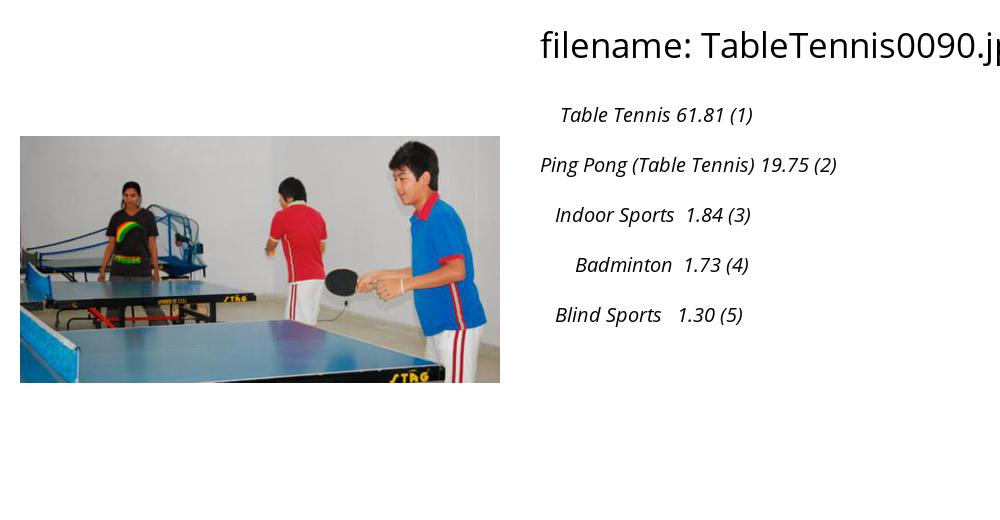 filename: TableTennis0090.jp
Table Tennis 61.81 (1)
Ping Pong (Table Tennis) 19.75 (2)
Indoor Sports 1.84 (3)
Badminton 1.73 (4)
Blind Sports 1.30 (5)
STAG
STAG